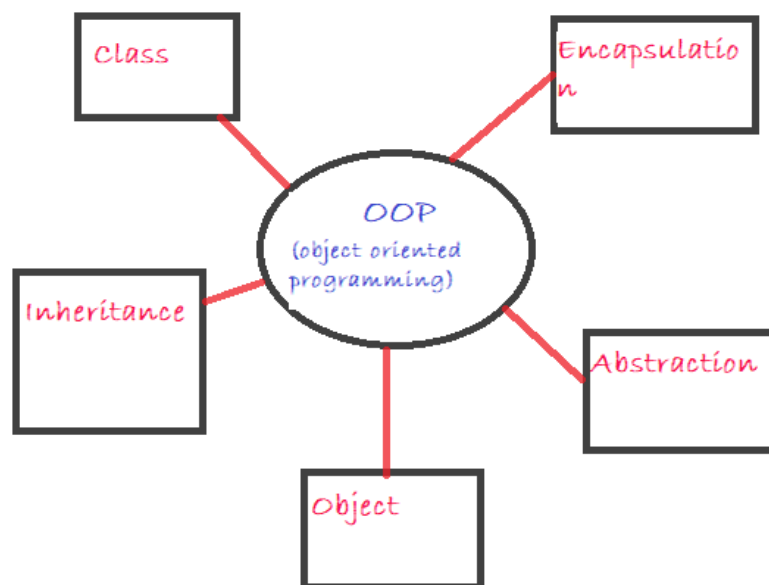 Class
Encapsulatio
n
OOP
(object oriented
programming)
Inheritance
Abstraction
Object